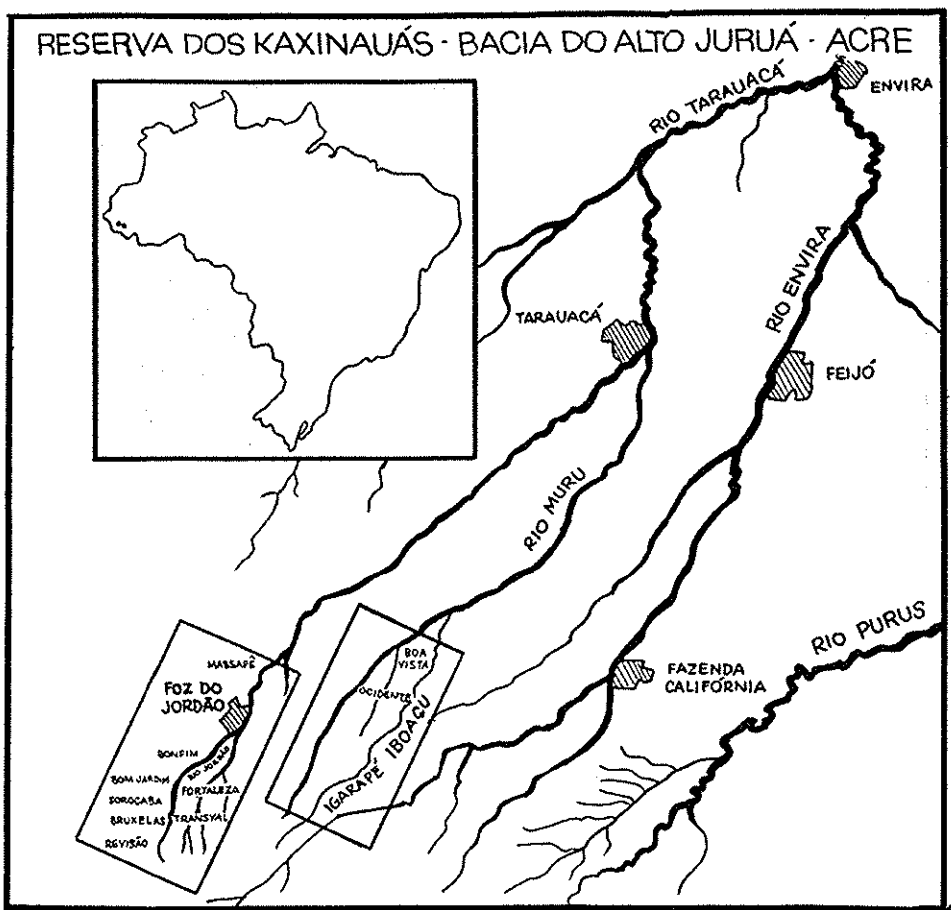 RESERVA DOS KAXINAUÁS - BACIA DO ALTO JURUÁ - ACRE
ENVIRA
RIO TARAUACÁ
RIO ENVIRA
TARAUACÁ
FEIJÓ
RIO MURU
RIO PURUS
MASSAPÊ
FOZ DO
JORDÃO
BOA
VISTA
OCIDENTE
IGARAPÉ IBOAÇU
FAZENDA
CALIFÓRNIA
BONFIM
RIO JORDÃO
BOM JARDIM
FORTALEZA
SOROCABA
BRUXELAS
TRANSVAL
REVISÃO